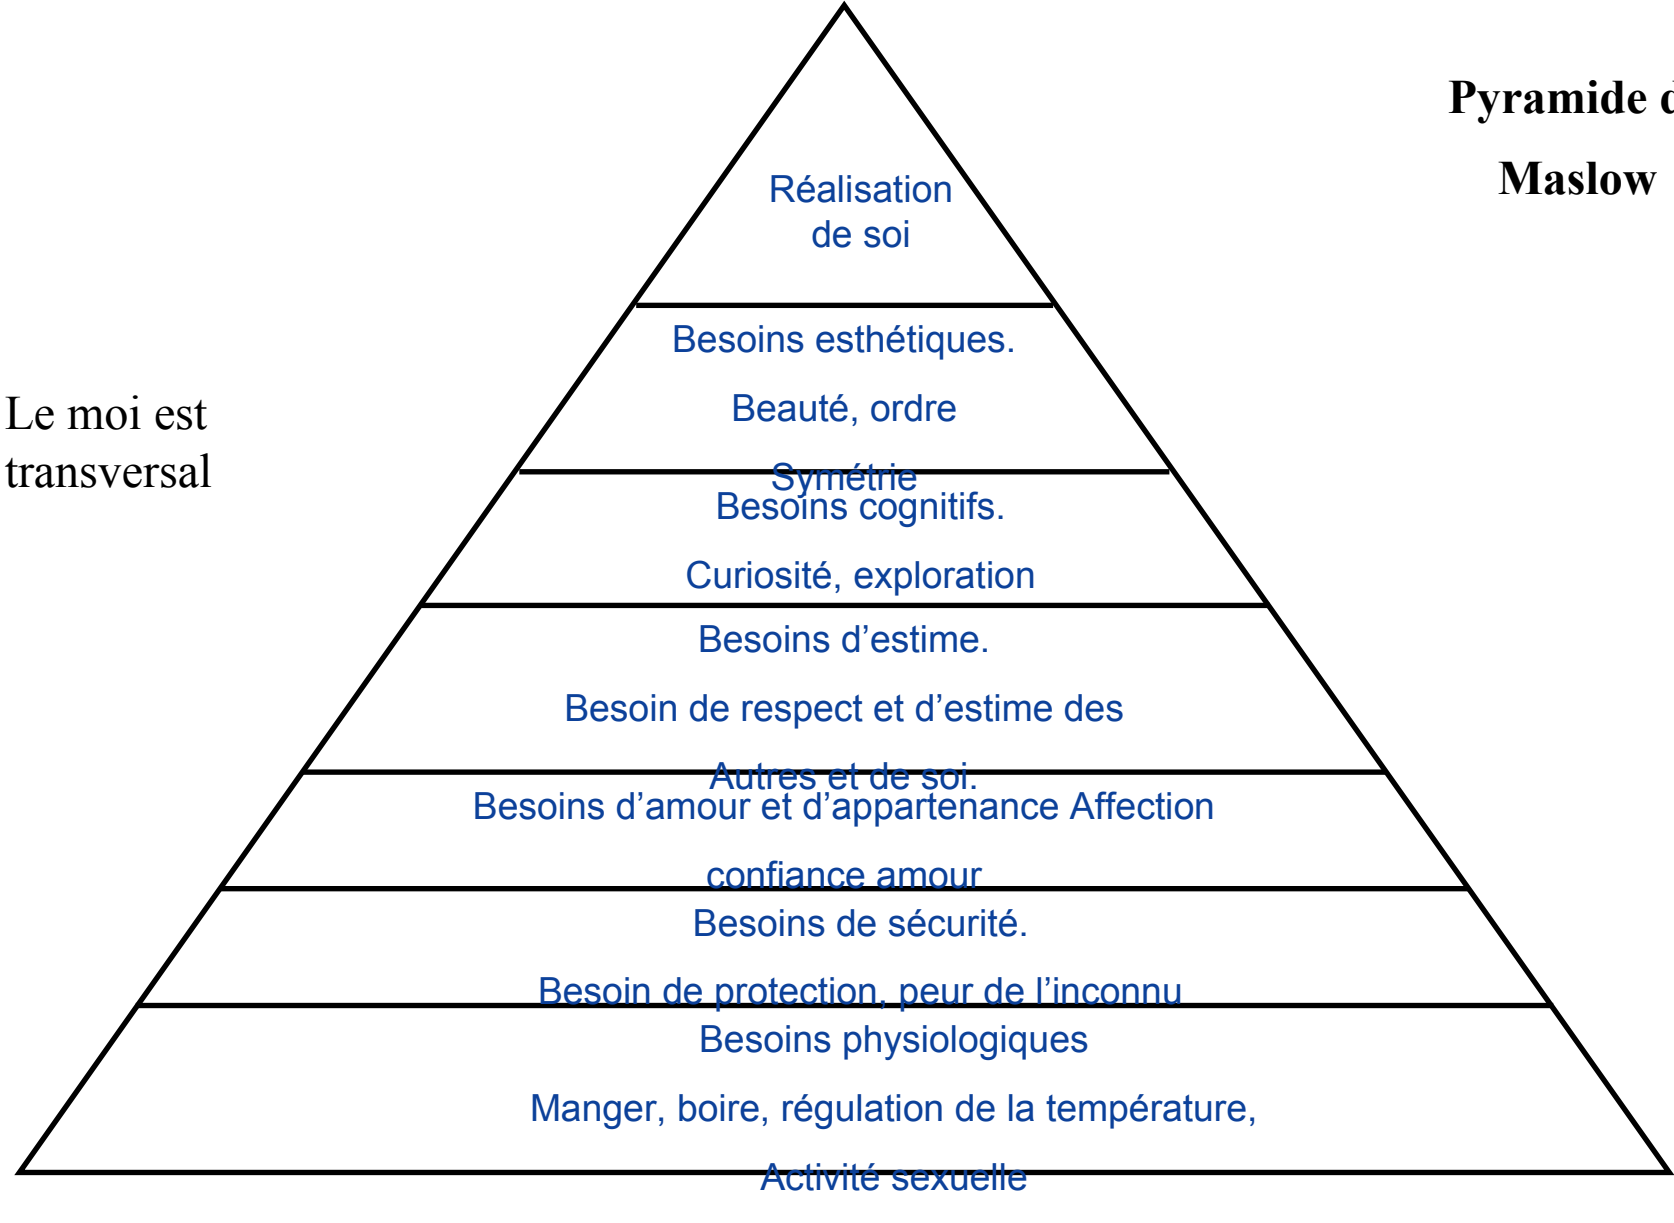 Pyramide d
Maslow
Réalisation
de soi
Besoins esthétiques.
Beauté, ordre
Symétrie
Le moi est
transversal
Besoins cognitifs.
Curiosité, exploration
Besoins d’estime.
Besoin de respect et d’estime des
Autres et de soi.
Besoins d’amour et d’appartenance Affection
confiance amour
Besoins de sécurité.
Besoin de protection, peur de l’inconnu
Besoins physiologiques
Manger, boire, régulation de la température,
Activité sexuelle